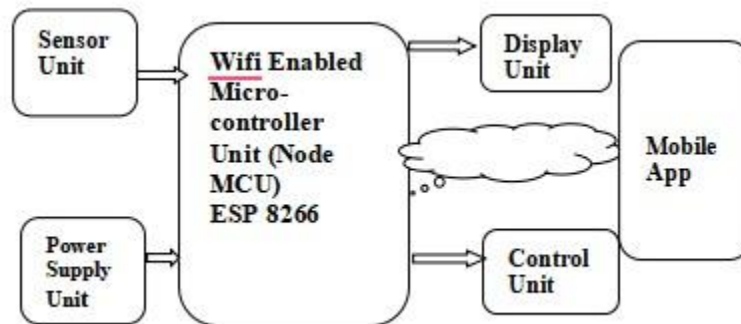 Sensor
Unit
Wifi Enabled
Micro-
controller
Unit (Node
MCU)
ESP 8266
Display
Unit
Mobile
App
Power
Supply
Unit
Control
Unit